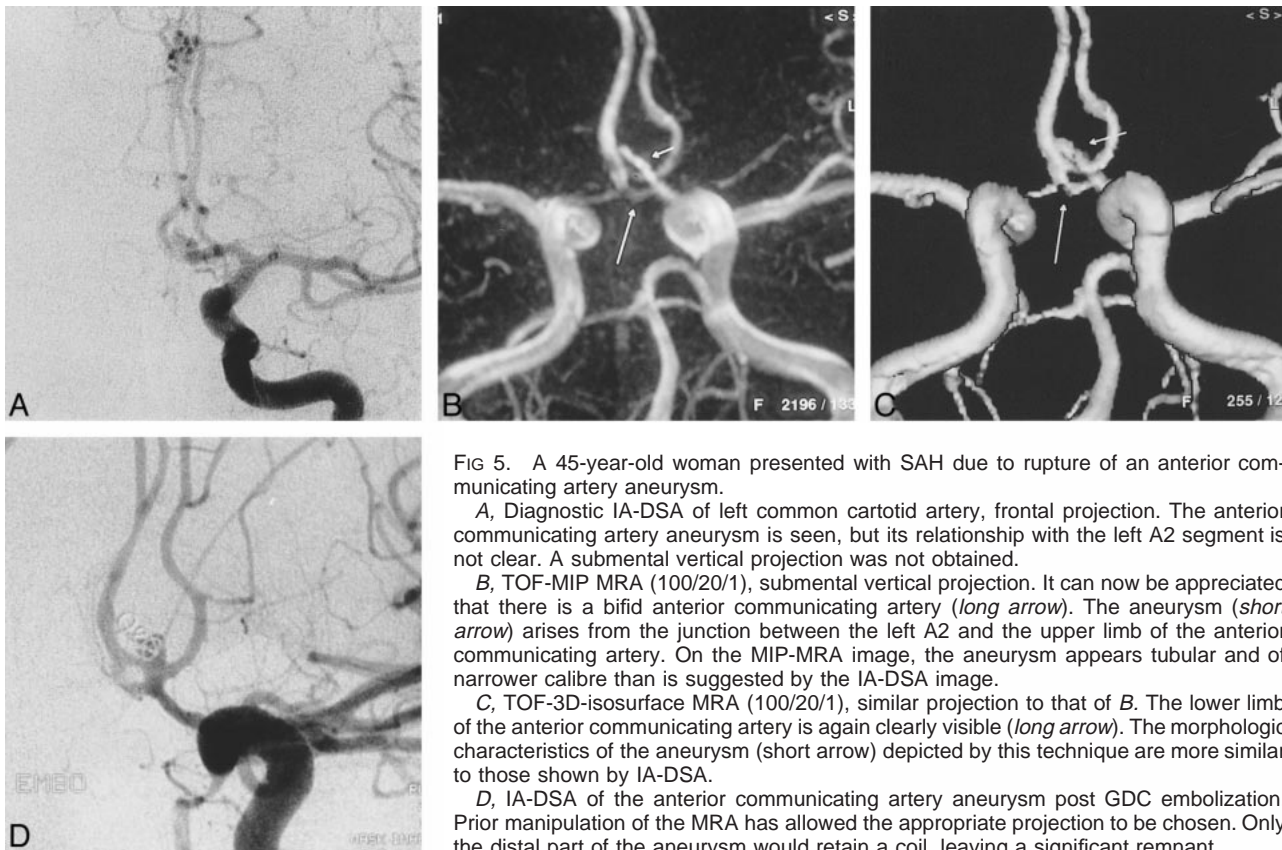 A
B
< S >
L
F 2196 / 133
C
< S >
L
F 255 / 12
D
EMBO
FIG 5. A 45-year-old woman presented with SAH due to rupture of an anterior com-
municating artery aneurysm.
A, Diagnostic IA-DSA of left common cartotid artery, frontal projection. The anterior
communicating artery aneurysm is seen, but its relationship with the left A2 segment is
not clear. A submental vertical projection was not obtained.
B, TOF-MIP MRA (100/20/1), submental vertical projection. It can now be appreciated
that there is a bifid anterior communicating artery (long arrow). The aneurysm (short
arrow) arises from the junction between the left A2 and the upper limb of the anterior
communicating artery. On the MIP-MRA image, the aneurysm appears tubular and of
narrower calibre than is suggested by the IA-DSA image.
C, TOF-3D-isosurface MRA (100/20/1), similar projection to that of B. The lower limb
of the anterior communicating artery is again clearly visible (long arrow). The morphologic
characteristics of the aneurysm (short arrow) depicted by this technique are more similar
to those shown by IA-DSA.
D, IA-DSA of the anterior communicating artery aneurysm post GDC embolization.
Prior manipulation of the MRA has allowed the appropriate projection to be chosen. Only
the distal part of the aneurysm would retain a coil, leaving a significant remnant.